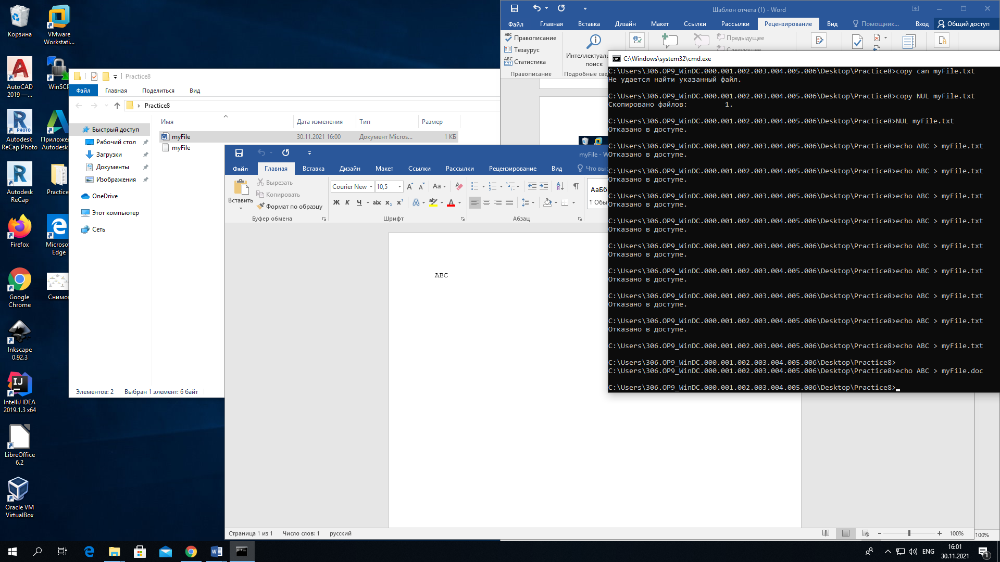 Корзина
VMware Workstati...
AutoCAD 2019 —...
WinSCP
Autodesk ReCap Photo
Приложе Autodesk
Autodesk ReCap
Practice
Firefox
Microso Edge
Google Chrome
Снимо
Inkscape 0.92.3
IntelliJ IDEA 2019.1.3 x64
LibreOffice 6.2
Oracle VM VirtualBox
Practice8
Файл Главная Поделиться Вид
Practice8
Имя Дата изменения Тип Размер
Быстрый доступ
Рабочий стол
Загрузки
Документы
Изображения
OneDrive
Этот компьютер
Сеть
myFile 30.11.2021 16:00 Документ Micros... 1 КБ
myFile
Элементов: 2 Выбран 1 элемент: 6 байт
Шаблон отчета (1) - Word
Файл Главная Вставка Дизайн Макет Ссылки Рассылки Рецензирование Вид Помощник... Вход Общий доступ
Правописание
Тезаурус
Статистика
Правописание
Интеллектуаль
поиск
Подробные све
Предыдущее
Следующее
myFile - W
Файл Главная Вставка Дизайн Макет Ссылки Рассылки Рецензирование Вид Что вы
Вставить
Вырезать
Копировать
Формат по образцу
Буфер обмена
Courier New 10,5
Aa
Ж К Ч abc x₂ x²
Шрифт
Абзац
АаБб
¶ Обы
ABC
Страница 1 из 1 Число слов: 1 русский
100%
100%
C:\Windows\system32\cmd.exe
C:\Users\306.OP9_WinDC.000.001.002.003.004.005.006\Desktop\Practice8>copy can myFile.txt
Не удается найти указанный файл.
C:\Users\306.OP9_WinDC.000.001.002.003.004.005.006\Desktop\Practice8>copy NUL myFile.txt
Скопировано файлов: 1.
C:\Users\306.OP9_WinDC.000.001.002.003.004.005.006\Desktop\Practice8>NUL myFile.txt
Отказано в доступе.
C:\Users\306.OP9_WinDC.000.001.002.003.004.005.006\Desktop\Practice8>echo ABC > myFile.txt
Отказано в доступе.
C:\Users\306.OP9_WinDC.000.001.002.003.004.005.006\Desktop\Practice8>echo ABC > myFile.txt
Отказано в доступе.
C:\Users\306.OP9_WinDC.000.001.002.003.004.005.006\Desktop\Practice8>echo ABC > myFile.txt
Отказано в доступе.
C:\Users\306.OP9_WinDC.000.001.002.003.004.005.006\Desktop\Practice8>echo ABC > myFile.txt
Отказано в доступе.
C:\Users\306.OP9_WinDC.000.001.002.003.004.005.006\Desktop\Practice8>echo ABC > myFile.txt
Отказано в доступе.
C:\Users\306.OP9_WinDC.000.001.002.003.004.005.006\Desktop\Practice8>echo ABC > myFile.txt
Отказано в доступе.
C:\Users\306.OP9_WinDC.000.001.002.003.004.005.006\Desktop\Practice8>echo ABC > myFile.txt
Отказано в доступе.
C:\Users\306.OP9_WinDC.000.001.002.003.004.005.006\Desktop\Practice8>echo ABC > myFile.txt
Отказано в доступе.
C:\Users\306.OP9_WinDC.000.001.002.003.004.005.006\Desktop\Practice8>echo ABC > myFile.txt
C:\Users\306.OP9_WinDC.000.001.002.003.004.005.006\Desktop\Practice8>
C:\Users\306.OP9_WinDC.000.001.002.003.004.005.006\Desktop\Practice8>echo ABC > myFile.doc
C:\Users\306.OP9_WinDC.000.001.002.003.004.005.006\Desktop\Practice8>
ENG
16:01
30.11.2021
1